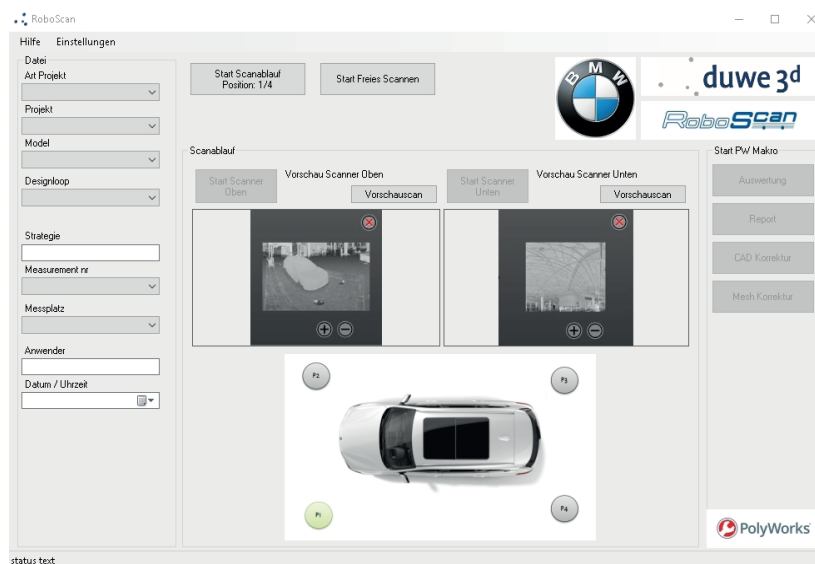 RoboScan
Hilfe Einstellungen
Datei
Art Projekt
Projekt
Model
Designloop
Strategie
Measurement nr
Messplatz
Anwender
Datum / Uhrzeit
Start Scanablauf
Position: 1/4
Start Freies Scannen
BMW
duwe 3d
RoboScan
Scanablauf
Start Scanner
Oben
Vorschau Scanner Oben
Vorschauscan
Start Scanner
Unten
Vorschau Scanner Unten
Vorschauscan
P2
P3
P1
P4
Start PW Makro
Auswertung
Report
CAD Korrektur
Mesh Korrektur
PolyWorks
status text